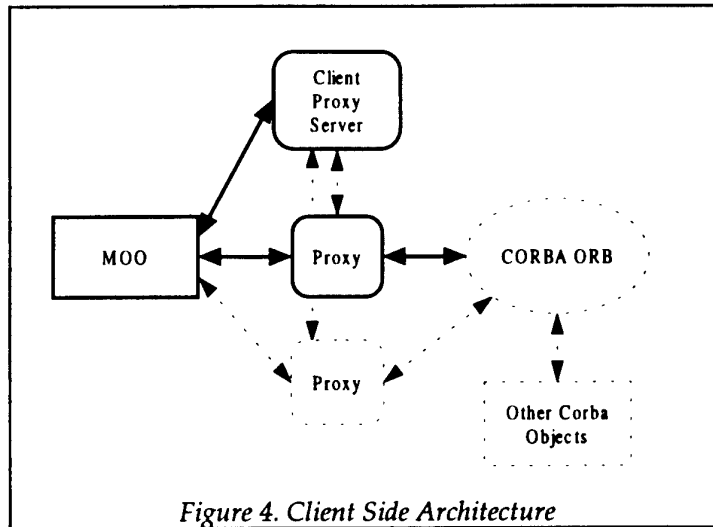 Client
Proxy
Server
MOO
Proxy
CORBA ORB
Proxy
Other Corba
Objects
Figure 4. Client Side Architecture